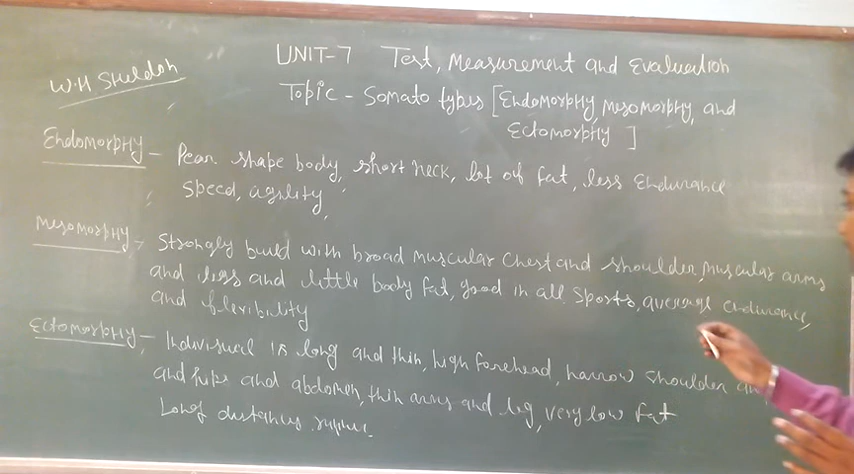 UNIT-7 Test, Measurement and Evaluation
W.H Sheldon
Topic - Somato types [Endomorphy, Mesomorphy, and
Ectomorphy]
Endomorphy - Pear shape body, short neck, lot of fat, less Endurance
speed, agility,
Mesomorphy - Strongly build with broad muscular Chest and shoulder, muscular arms
and legs and little body fat, good in all sports, average endurance,
and flexibility
Ectomorphy - Individual is long and thin, high forehead, narrow shoulder
and hips and abdomen, thin arms and leg, very low fat
Long distances